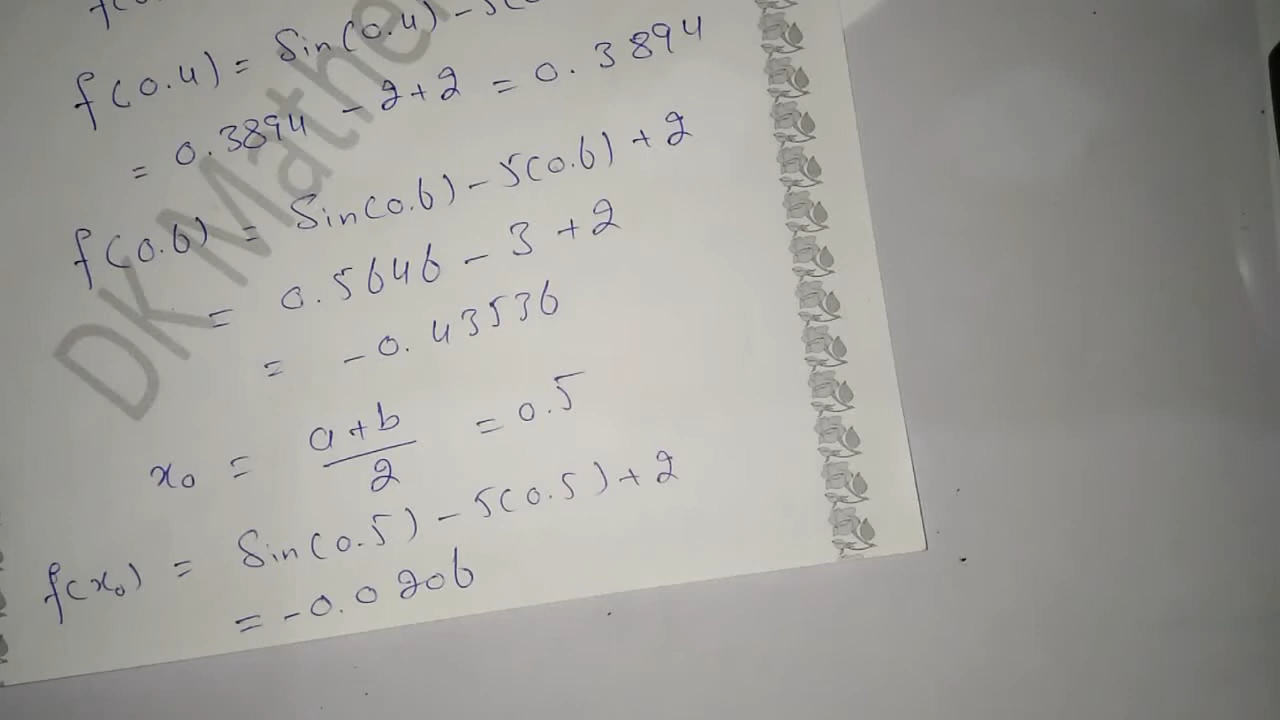 f(0.4) = Sin(0.4) - 5(0
= 0.3894 - 2+2 = 0.3894
f(0.6) = Sin(0.6) - 5(0.6) + 2
= 0.5646 - 3 + 2
= -0.43536
x₀ = a+b/2 = 0.5
f(x₀) = Sin(0.5) - 5(0.5) + 2
= -0.0206
DK Mathe